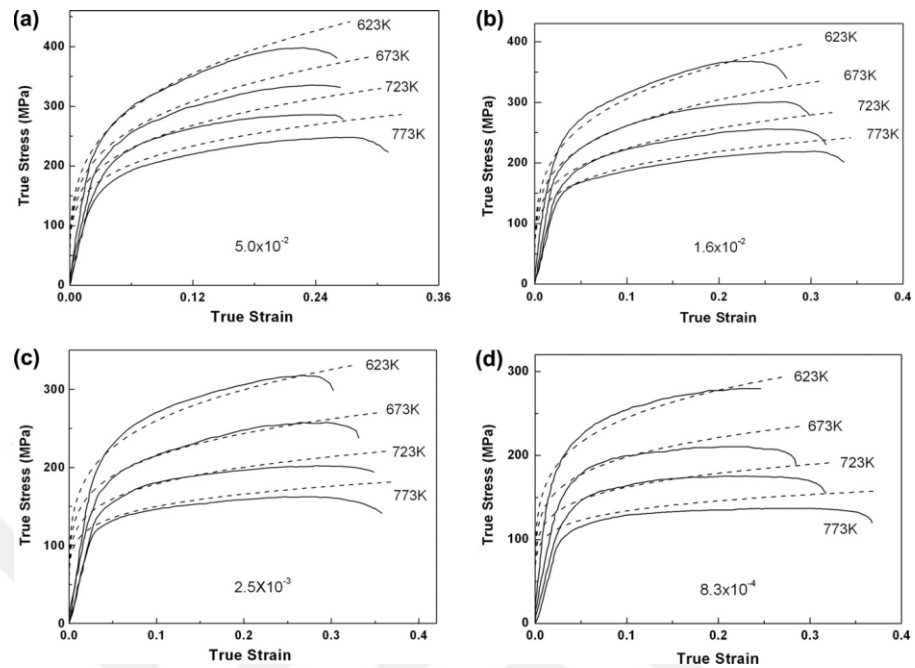 (a)
623K
673K
723K
773K
400
300
200
100
0
True Stress (MPa)
5.0x10⁻²
0.00 0.12 0.24 0.36
True Strain
(b)
623K
673K
723K
773K
500
400
300
200
100
0
True Stress (MPa)
1.6x10⁻²
0.0 0.1 0.2 0.3 0.4
True Strain
(c)
623K
673K
723K
773K
300
200
100
0
True Stress (MPa)
2.5X10⁻³
0.0 0.1 0.2 0.3 0.4
True Strain
(d)
623K
673K
723K
773K
300
200
100
0
True Stress (MPa)
8.3x10⁻⁴
0.0 0.1 0.2 0.3 0.4
True Strain